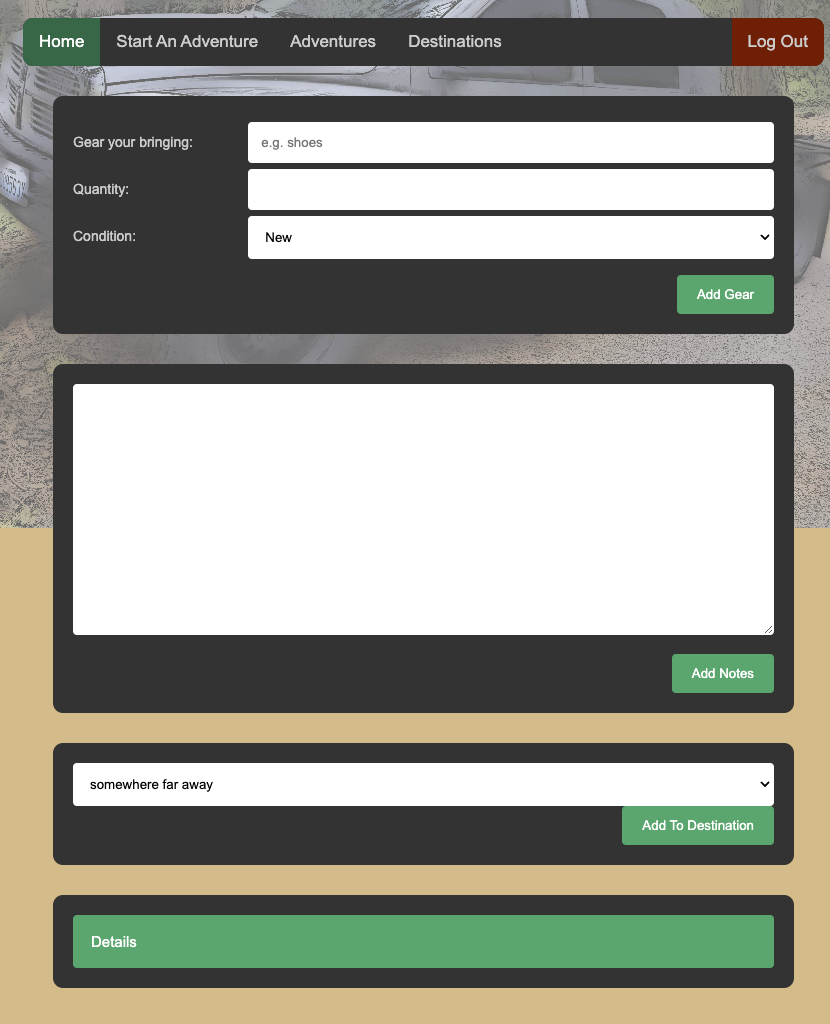 Home Start An Adventure Adventures Destinations Log Out
Gear your bringing: e.g. shoes
Quantity:
Condition: New
Add Gear
Add Notes
somewhere far away
Add To Destination
Details